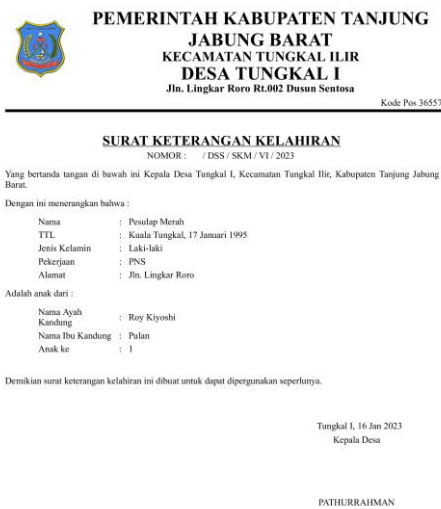 PEMERINTAH KABUPATEN TANJUNG
JABUNG BARAT
KECAMATAN TUNGKAL ILIR
DESA TUNGKAL I
Jln. Lingkar Roro Rt.002 Dusun Sentosa
Kode Pos 36557
SURAT KETERANGAN KELAHIRAN
NOMOR : / DSS / SKM / VI / 2023
Yang bertanda tangan di bawah ini Kepala Desa Tungkal I, Kecamatan Tungkal Ilir, Kabupaten Tanjung Jabung
Barat.
Dengan ini menerangkan bahwa :
Nama : Pesulap Merah
TTL : Kuala Tungkal, 17 Januari 1995
Jenis Kelamin : Laki-laki
Pekerjaan : PNS
Alamat : Jln. Lingkar Roro
Adalah anak dari :
Nama Ayah
Kandung : Roy Kiyoshi
Nama Ibu Kandung : Pulan
Anak ke : 1
Demikian surat keterangan kelahiran ini dibuat untuk dapat dipergunakan seperlunya.
Tungkal I, 16 Jan 2023
Kepala Desa
PATHURRAHMAN